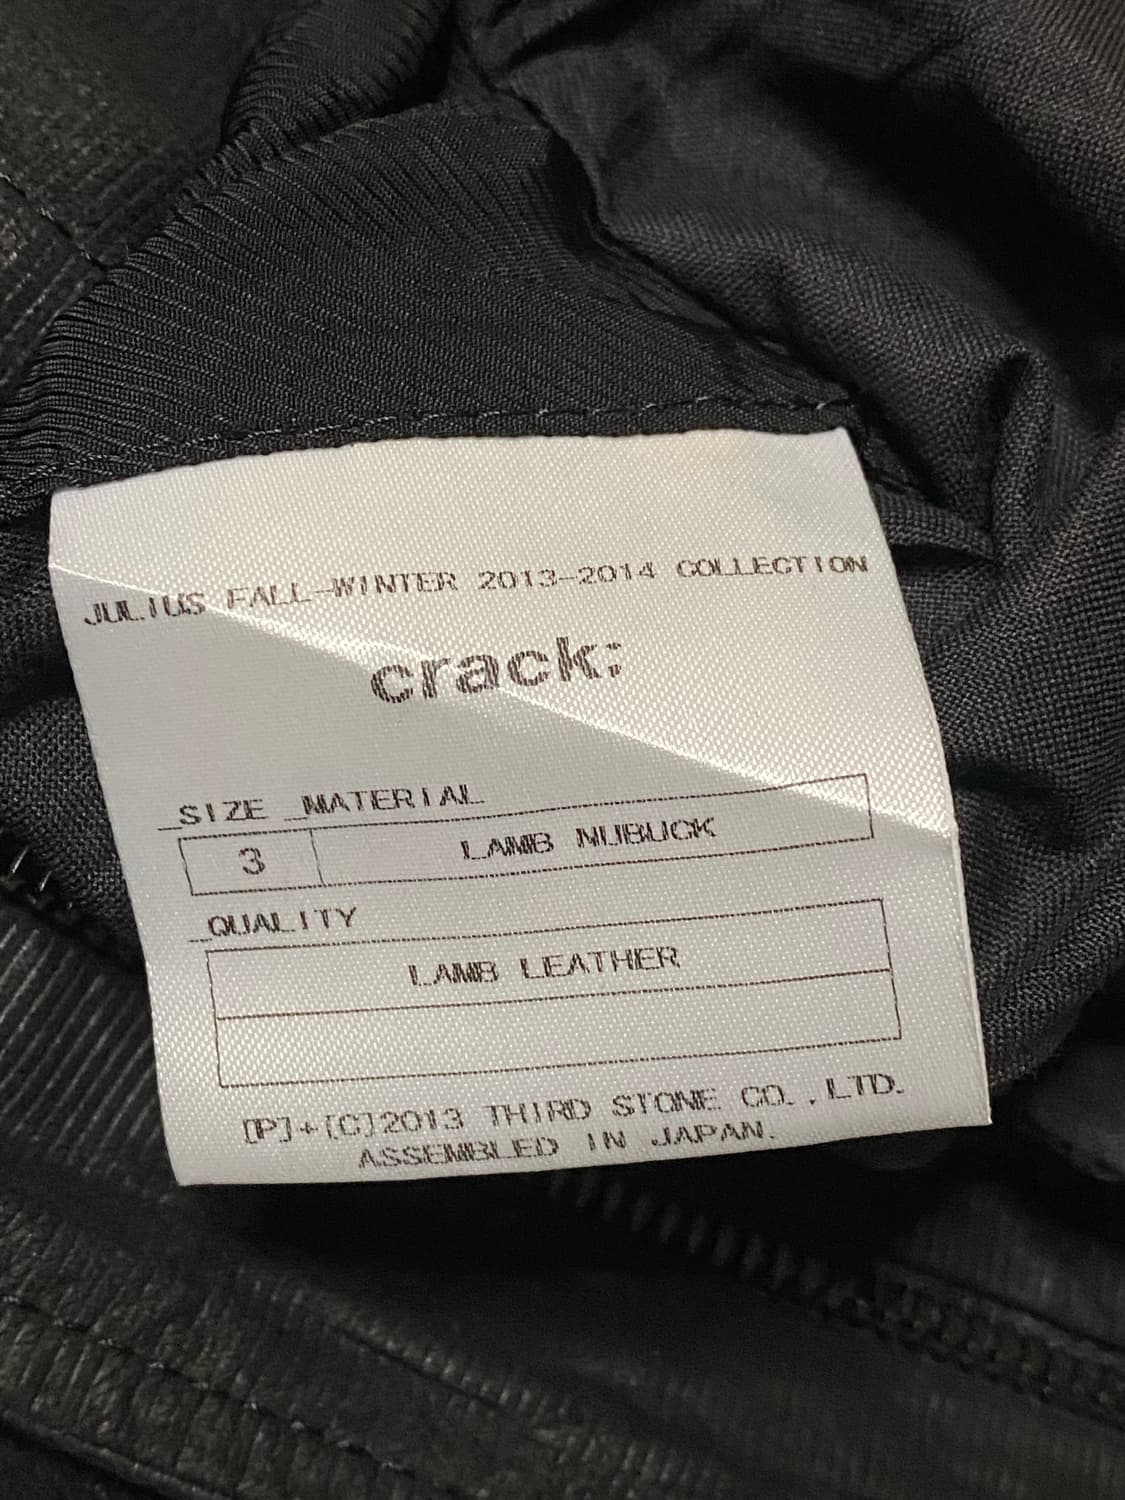 JULIUS FALL-WINTER 2013-2014 COLLECTION
crack;
_SIZE _MATERIAL
3 LAMB NUBUCK
_QUALITY
LAMB LEATHER
[P]+[C]2013 THIRD STONE CO.,LTD.
ASSEMBLED IN JAPAN.